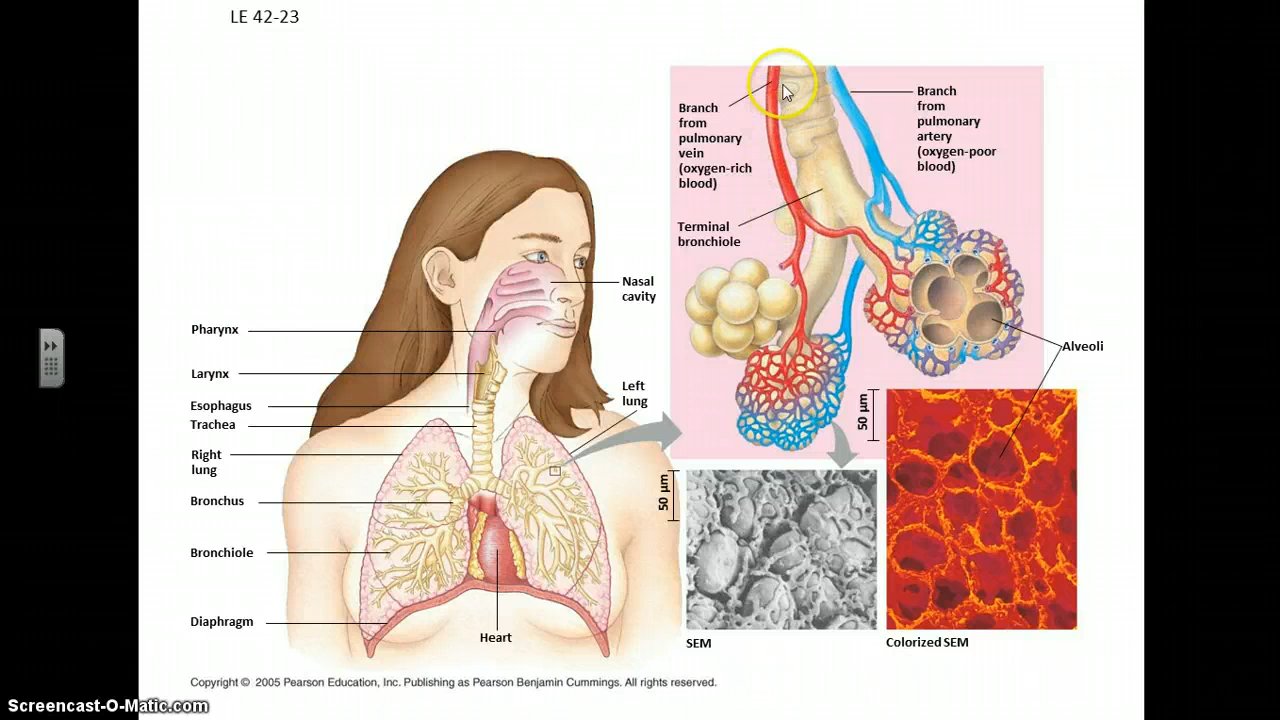 LE 42-23
Branch
from
pulmonary
vein
(oxygen-rich
blood)
Branch
from
pulmonary
artery
(oxygen-poor
blood)
Terminal
bronchiole
Nasal
cavity
Pharynx
Larynx
Esophagus
Trachea
Right
lung
Bronchus
Bronchiole
Diaphragm
Heart
Left
lung
Alveoli
50 µm
50 µm
SEM
Colorized SEM
Copyright © 2005 Pearson Education, Inc. Publishing as Pearson Benjamin Cummings. All rights reserved.
Screencast-O-Matic.com